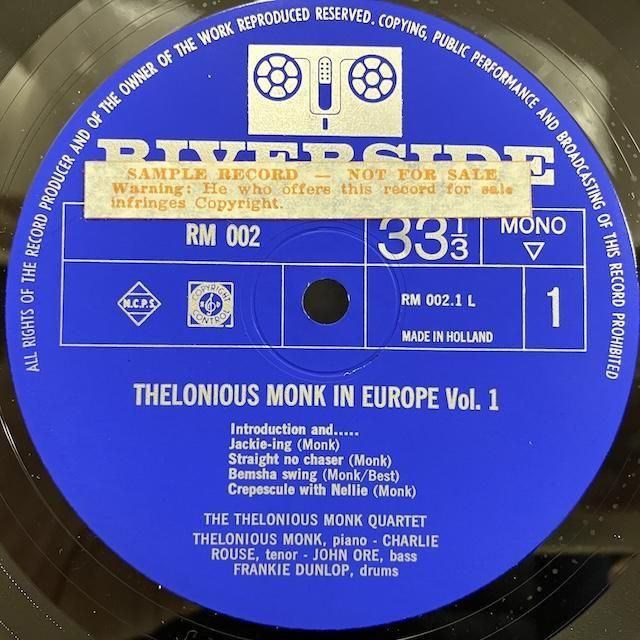 ALL RIGHTS OF THE RECORD PRODUCER AND OF THE OWNER OF THE WORK REPRODUCED RESERVED. COPYING, PUBLIC PERFORMANCE AND BROADCASTING OF THIS RECORD PROHIBITED
RIVERSIDE
SAMPLE RECORD — NOT FOR SALE
Warning: He who offers this record for sale
infringes Copyright.
RM 002
33 1/3
MONO
M.C.P.S.
COPYRIGHT CONTROL
RM 002.1 L
MADE IN HOLLAND
1
THELONIOUS MONK IN EUROPE Vol. 1
Introduction and.....
Jackie-ing (Monk)
Straight no chaser (Monk)
Bemsha swing (Monk/Best)
Crepescule with Nellie (Monk)
THE THELONIOUS MONK QUARTET
THELONIOUS MONK, piano - CHARLIE
ROUSE, tenor - JOHN ORE, bass
FRANKIE DUNLOP, drums